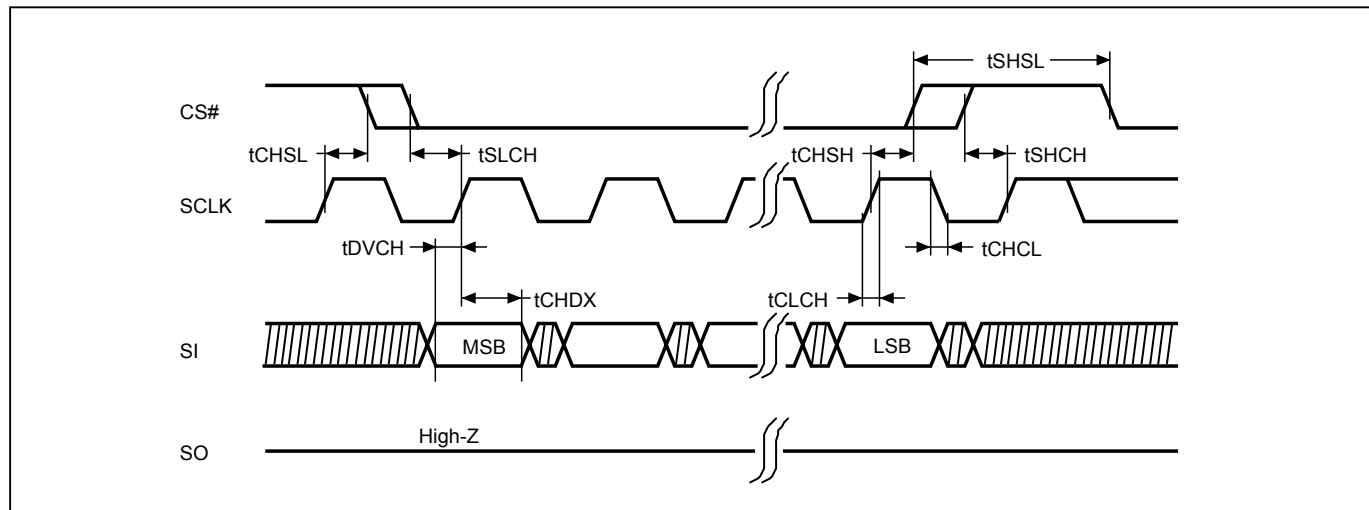 tSHSL
CS#
tCHSL
tSLCH
tCHSH
tSHCH
SCLK
tDVCH
tCHCL
tCHDX
tCLCH
SI
MSB
LSB
High-Z
SO